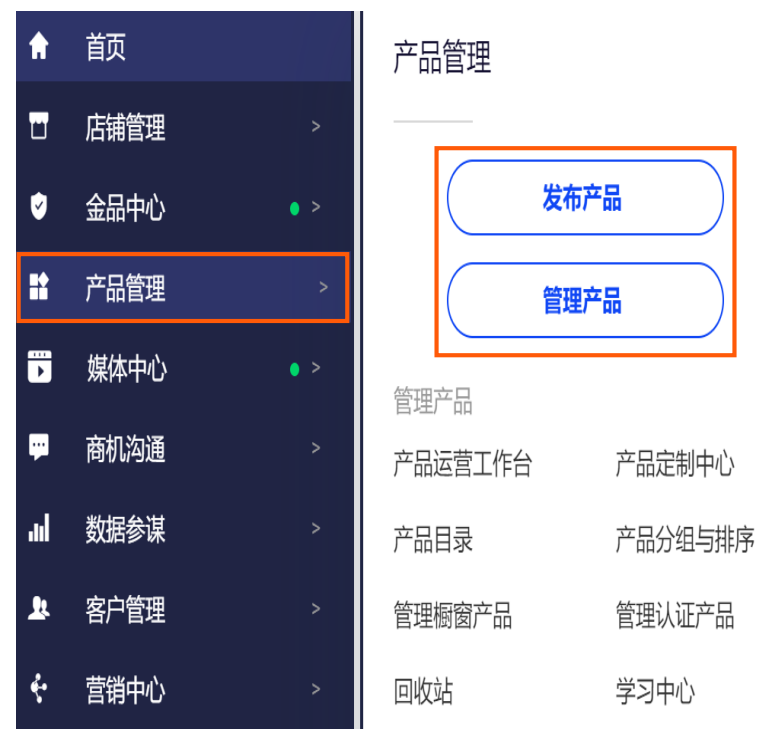 首页
店铺管理
金品中心
产品管理
媒体中心
商机沟通
数据参谋
客户管理
营销中心
产品管理
发布产品
管理产品
管理产品
产品运营工作台 产品定制中心
产品目录 产品分组与排序
管理橱窗产品 管理认证产品
回收站 学习中心